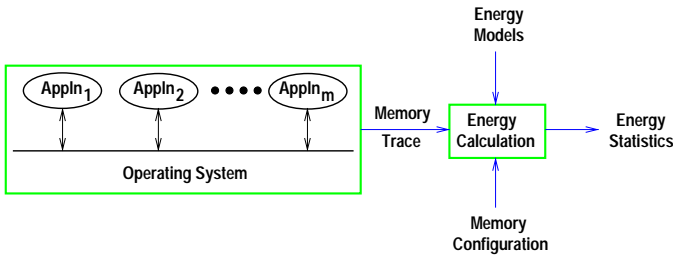 Energy
Models
Appln1
Appln2
Applnm
Memory
Trace
Energy
Calculation
Energy
Statistics
Operating System
Memory
Configuration